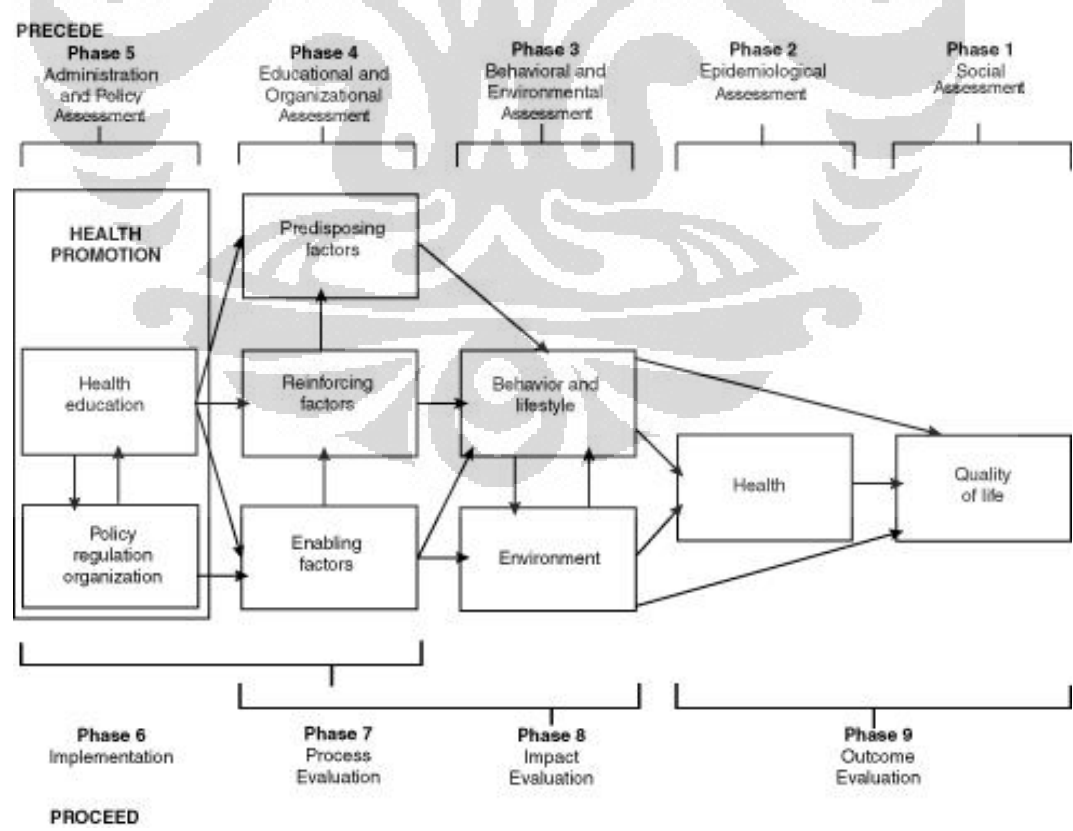 PRECEDE
Phase 5
Administration
and Policy
Assessment
Phase 4
Educational and
Organizational
Assessment
Phase 3
Behavioral and
Environmental
Assessment
Phase 2
Epidemiological
Assessment
Phase 1
Social
Assessment
HEALTH
PROMOTION
Health
education
Policy
regulation
organization
Predisposing
factors
Reinforcing
factors
Enabling
factors
Behavior and
lifestyle
Environment
Health
Quality
of life
Phase 6
Implementation
Phase 7
Process
Evaluation
Phase 8
Impact
Evaluation
Phase 9
Outcome
Evaluation
PROCEED